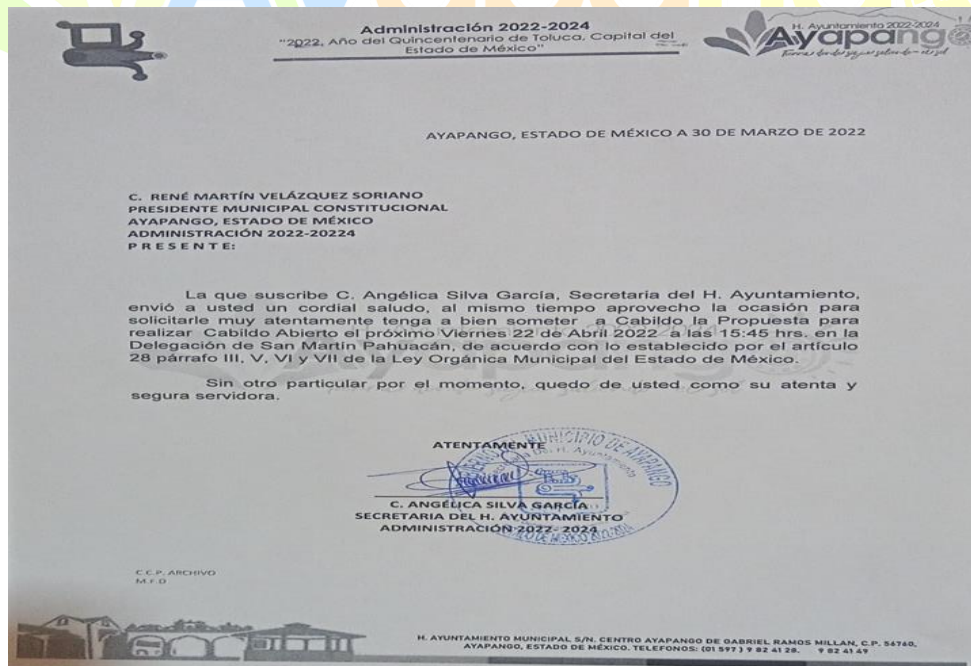 Administración 2022-2024
"2022, Año del Quincentenario de Toluca, Capital del
Estado de México"
H. Ayuntamiento 2022-2024
Ayapango
AYAPANGO, ESTADO DE MÉXICO A 30 DE MARZO DE 2022
C. RENÉ MARTÍN VELÁZQUEZ SORIANO
PRESIDENTE MUNICIPAL CONSTITUCIONAL
AYAPANGO, ESTADO DE MÉXICO
ADMINISTRACIÓN 2022-20224
P R E S E N T E:
La que suscribe C. Angélica Silva García, Secretaria del H. Ayuntamiento,
envió a usted un cordial saludo, al mismo tiempo aprovecho la ocasión para
solicitarle muy atentamente tenga a bien someter a Cabildo la Propuesta para
realizar Cabildo Abierto el próximo Viernes 22 de Abril 2022 a las 15:45 hrs. en la
Delegación de San Martín Pahuacán, de acuerdo con lo establecido por el artículo
28 párrafo III, V, VI y VII de la Ley Orgánica Municipal del Estado de México.
Sin otro particular por el momento, quedo de usted como su atenta y
segura servidora.
ATENTAMENTE
MUNICIPIO DE AYAPANGO
Del H. Ayuntamiento
C. ANGÉLICA SILVA GARCÍA
SECRETARIA DEL H. AYUNTAMIENTO
ADMINISTRACIÓN 2022- 2024
C.C.P. ARCHIVO
M.F.D
H. AYUNTAMIENTO MUNICIPAL S/N. CENTRO AYAPANGO DE GABRIEL RAMOS MILLAN, C.P. 56760,
AYAPANGO, ESTADO DE MÉXICO. TELEFONOS: (01 597 ) 9 82 41 28. 9 82 41 49